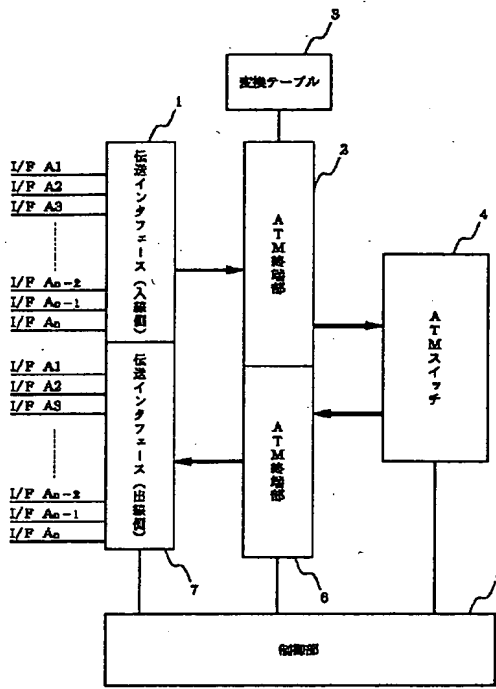 3
変換テーブル
1
2
4
I/F A1
I/F A2
I/F A3
I/F An-2
I/F An-1
I/F An
伝送インタフェース(入線側)
ATM終端部
ATMスイッチ
I/F A1
I/F A2
I/F A3
I/F An-2
I/F An-1
I/F An
伝送インタフェース(出線側)
ATM終端部
7
6
制御部